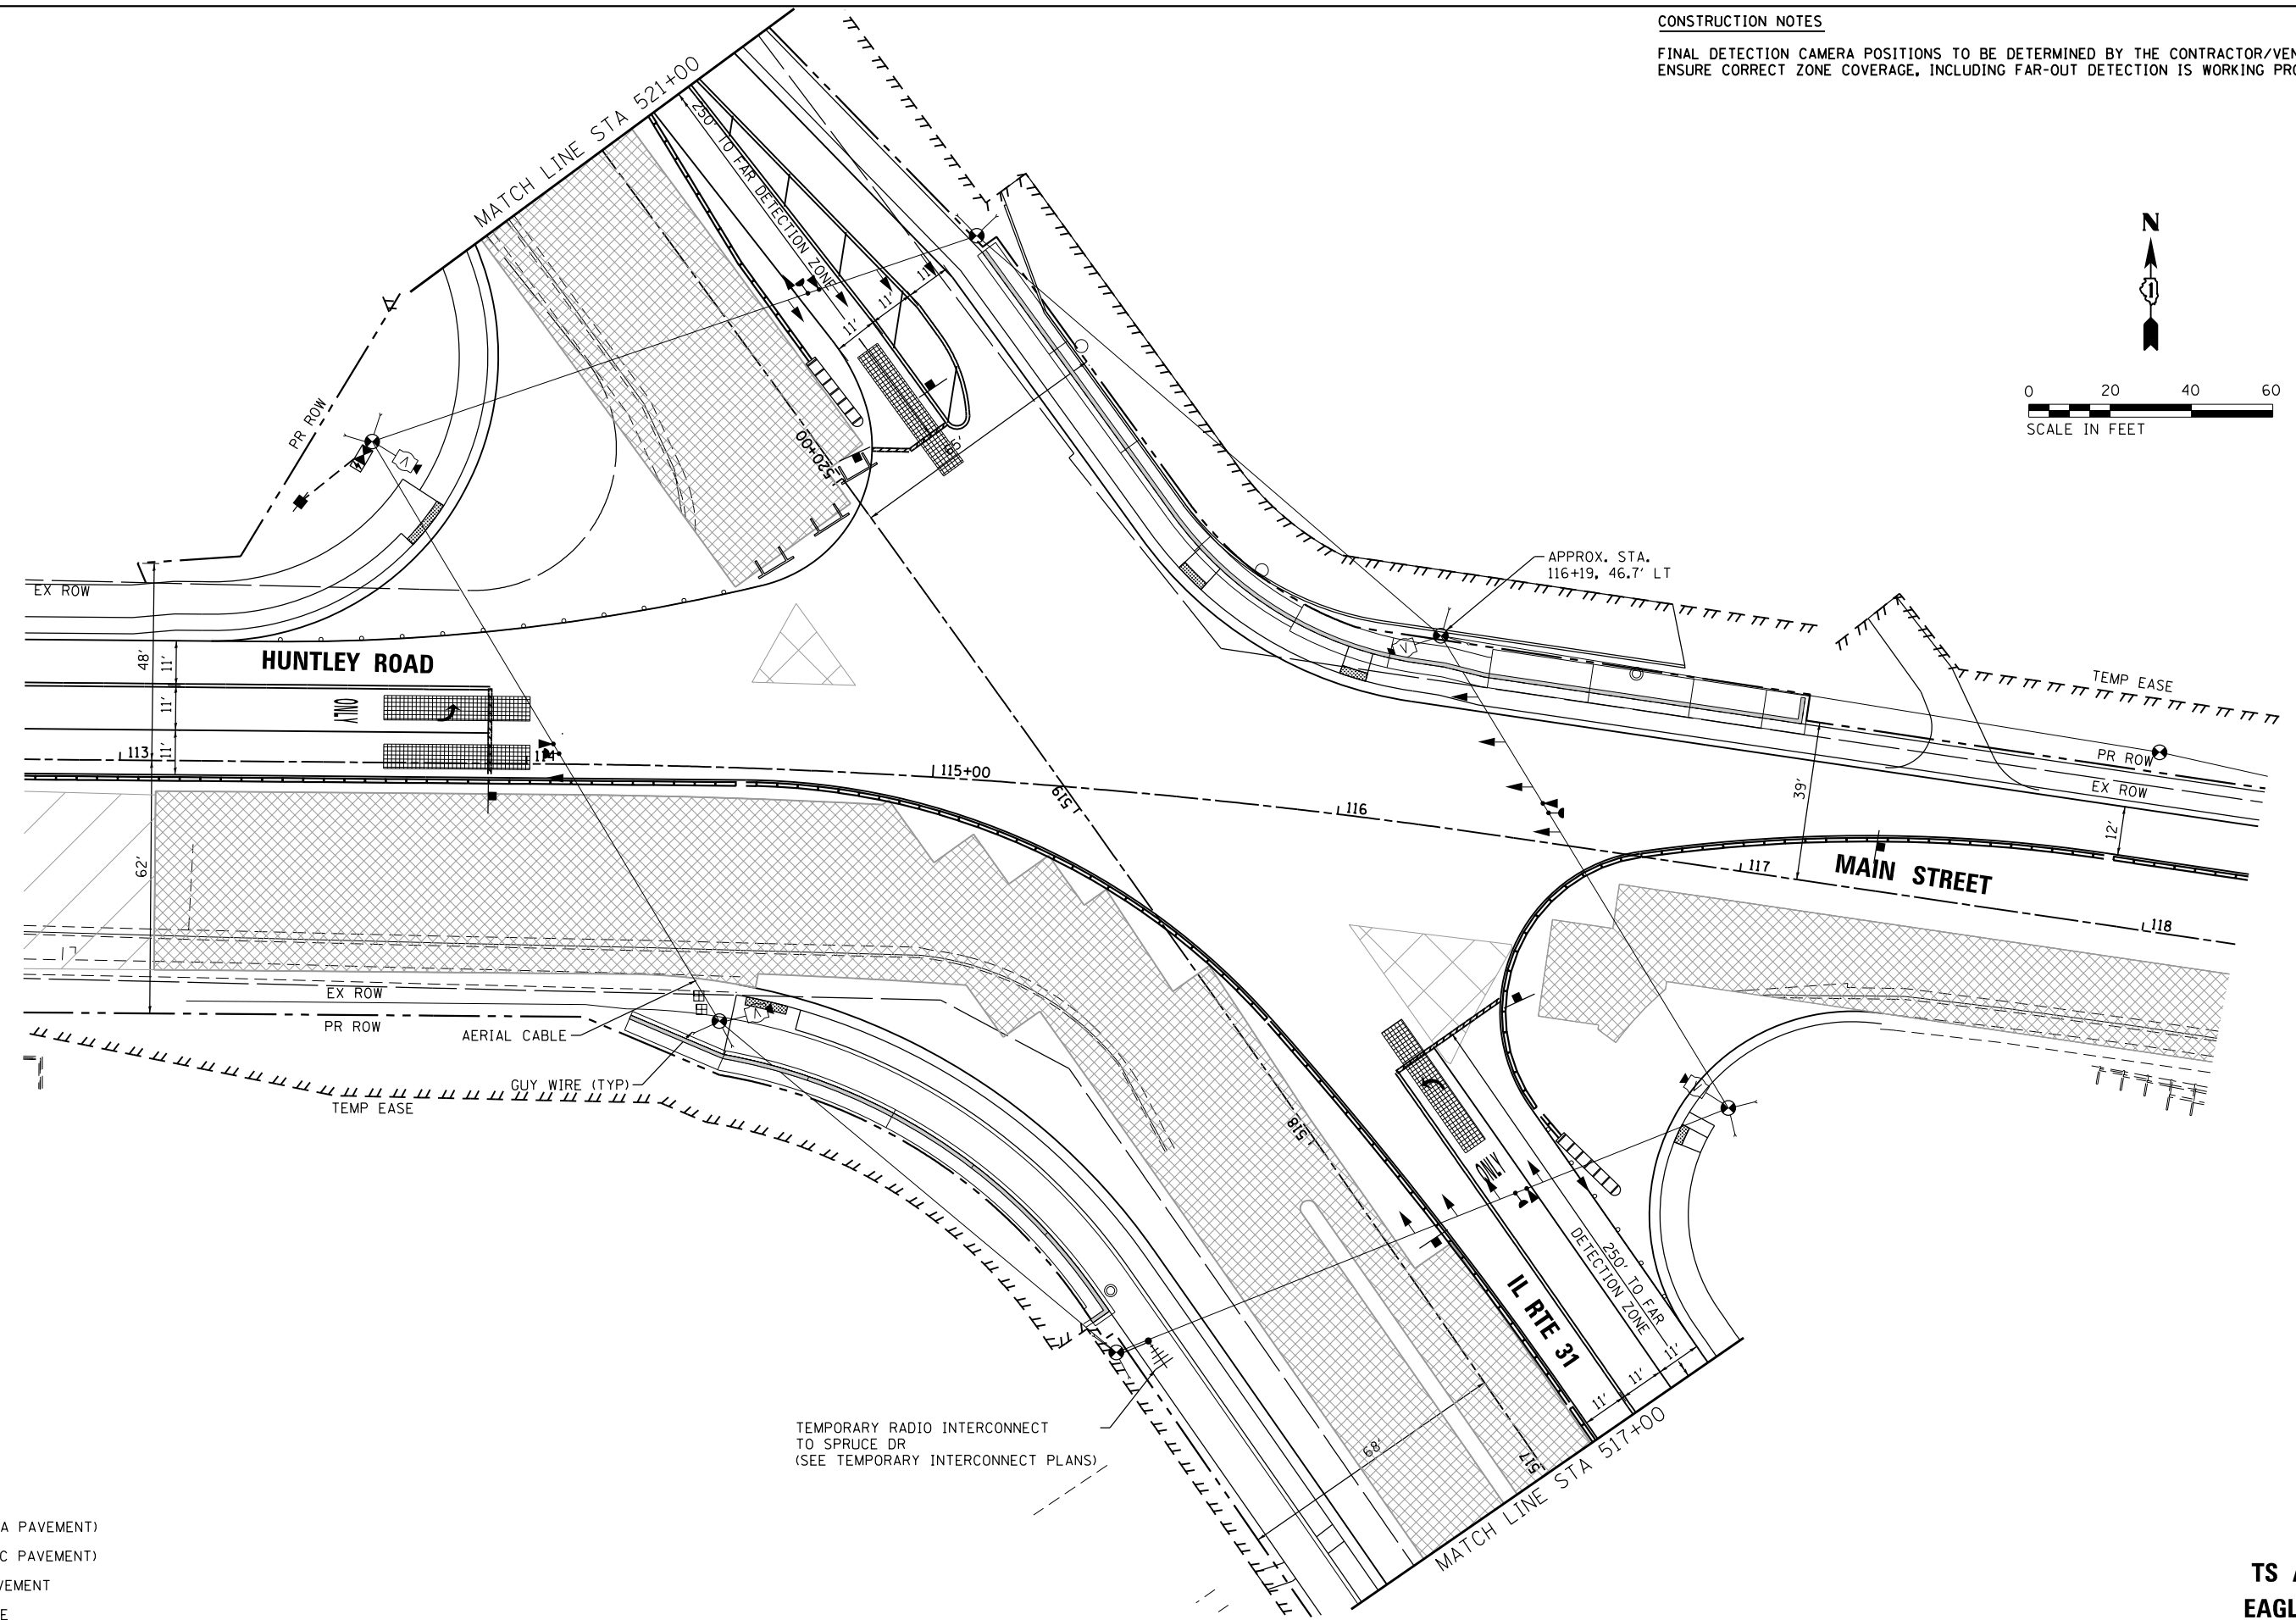 CONSTRUCTION NOTES
FINAL DETECTION CAMERA POSITIONS TO BE DETERMINED BY THE CONTRACTOR/VEN
ENSURE CORRECT ZONE COVERAGE, INCLUDING FAR-OUT DETECTION IS WORKING PRO
MATCH LINE STA 521+00
250' TO FAR DETECTION ZONE
11'
11'
11'
N
1
0 20 40 60
SCALE IN FEET
PR ROW
V
520+00
65'
EX ROW
APPROX. STA.
116+19, 46.7' LT
V
HUNTLEY ROAD
48'
11'
11'
11'
ONLY
113
114
115+00
519
116
117
118
TEMP EASE
PR ROW
EX ROW
39'
12'
MAIN STREET
62'
EX ROW
PR ROW
AERIAL CABLE
V
GUY WIRE (TYP)
TEMP EASE
518
ONLY
V
250' TO FAR
DETECTION ZONE
IL RTE 31
11'
11'
11'
TEMPORARY RADIO INTERCONNECT
TO SPRUCE DR
(SEE TEMPORARY INTERCONNECT PLANS)
68'
517
MATCH LINE STA 517+00
A PAVEMENT)
C PAVEMENT)
VEMENT
E
TS A
EAGL